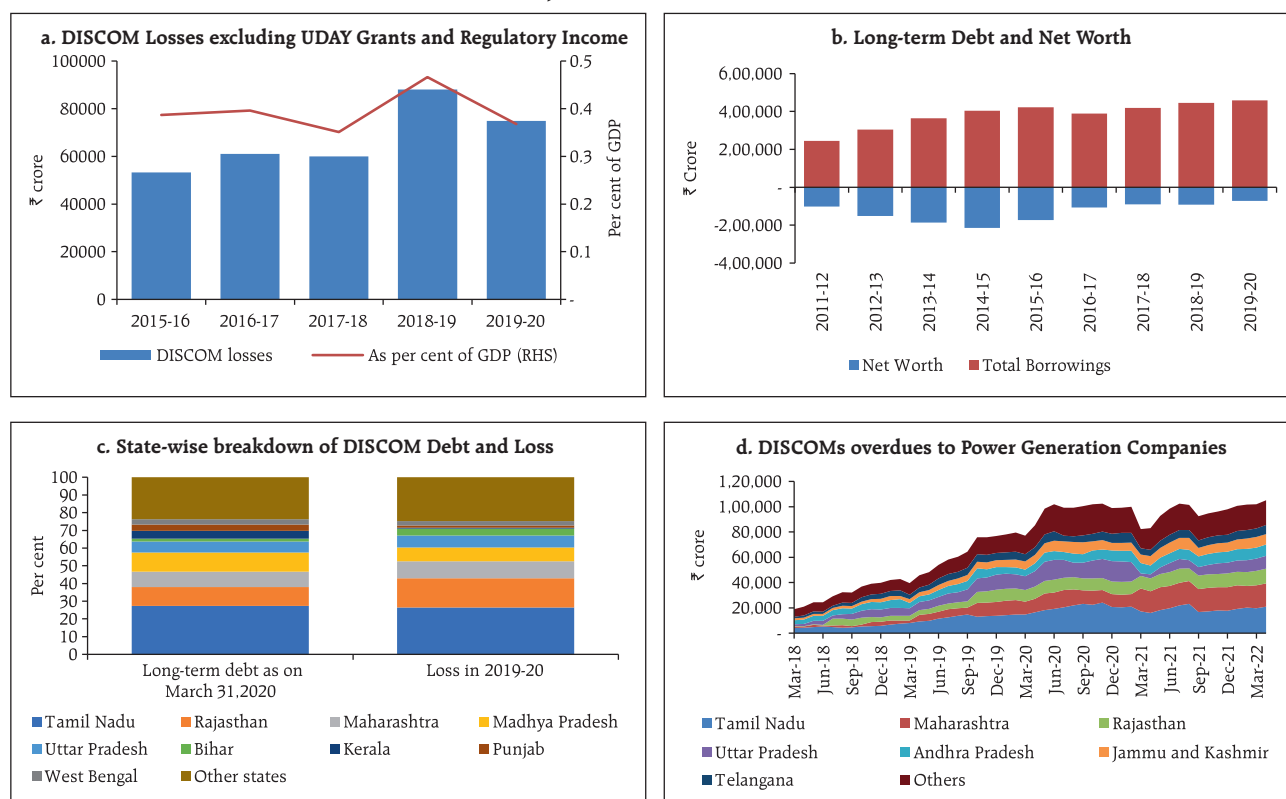 a. DISCOM Losses excluding UDAY Grants and Regulatory Income
100000
80000
60000
40000
20000
0
₹ crore
0.5
0.4
0.3
0.2
0.1
-
Per cent of GDP
2015-16 2016-17 2017-18 2018-19 2019-20
DISCOM losses As per cent of GDP (RHS)
b. Long-term Debt and Net Worth
6,00,000
4,00,000
2,00,000
-
-2,00,000
-4,00,000
₹ Crore
2011-12 2012-13 2013-14 2014-15 2015-16 2016-17 2017-18 2018-19 2019-20
Net Worth Total Borrowings
c. State-wise breakdown of DISCOM Debt and Loss
100
90
80
70
60
50
40
30
20
10
0
Per cent
Long-term debt as on
March 31,2020
Loss in 2019-20
Tamil Nadu Rajasthan Maharashtra Madhya Pradesh
Uttar Pradesh Bihar Kerala Punjab
West Bengal Other states
d. DISCOMs overdues to Power Generation Companies
1,20,000
1,00,000
80,000
60,000
40,000
20,000
-
₹ crore
Mar-18 Jun-18 Sep-18 Dec-18 Mar-19 Jun-19 Sep-19 Dec-19 Mar-20 Jun-20 Sep-20 Dec-20 Mar-21 Jun-21 Sep-21 Dec-21 Mar-22
Tamil Nadu Maharashtra Rajasthan
Uttar Pradesh Andhra Pradesh Jammu and Kashmir
Telangana Others